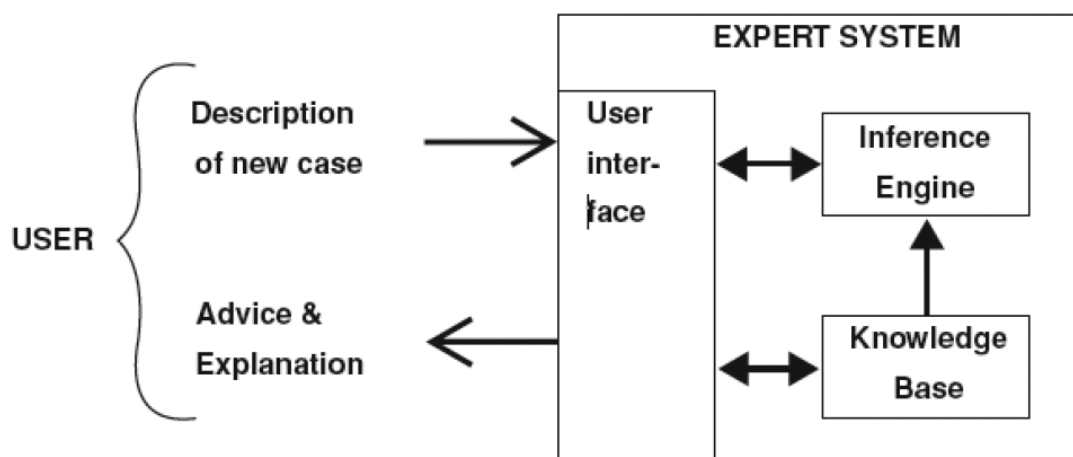 EXPERT SYSTEM
USER
Description
of new case
Advice &
Explanation
User
inter-
face
Inference
Engine
Knowledge
Base